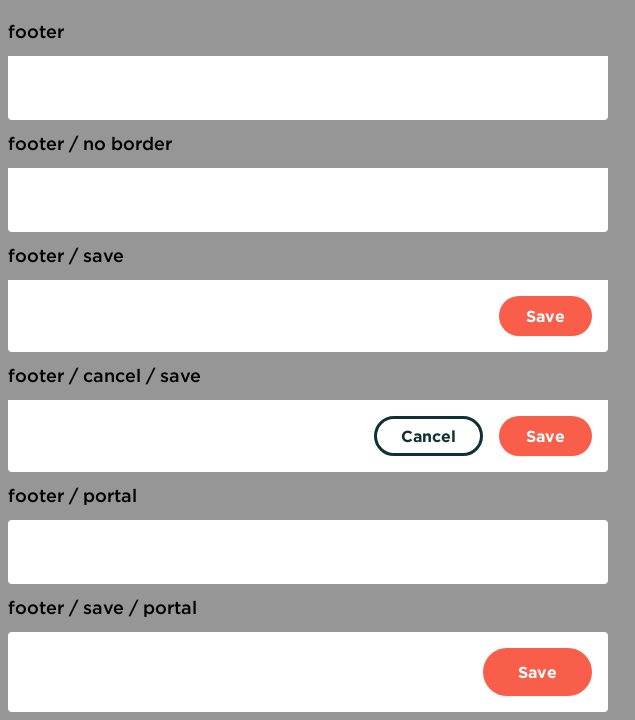 footer
footer / no border
footer / save
Save
footer / cancel / save
Cancel Save
footer / portal
footer / save / portal
Save